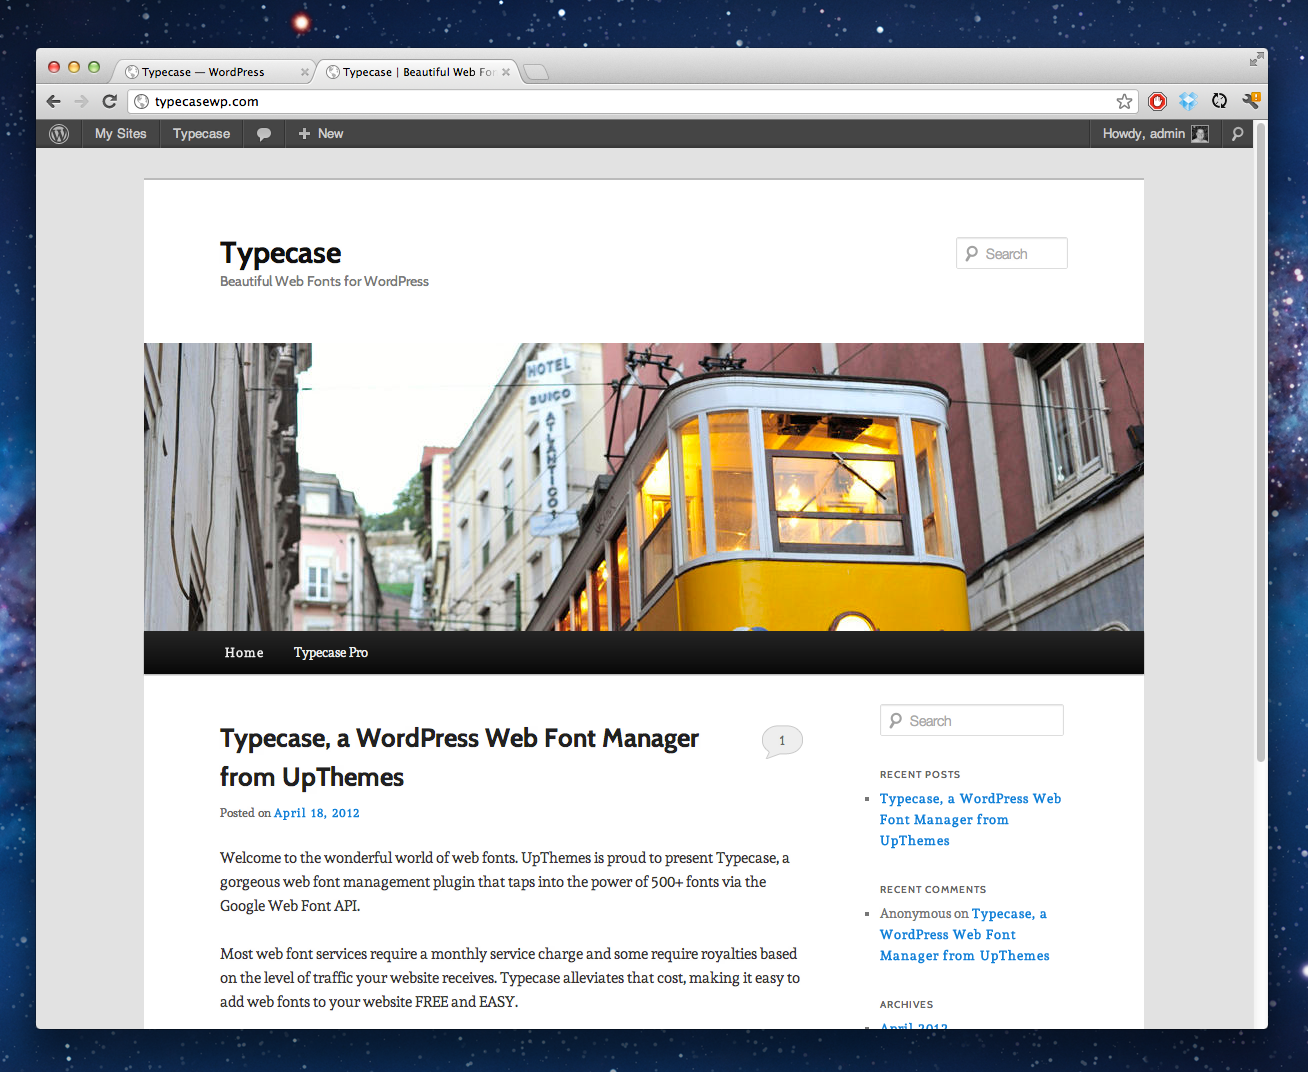 Typecase — WordPress
Typecase | Beautiful Web Fo
typecasewp.com
My Sites
Typecase
New
Howdy, admin
Typecase
Beautiful Web Fonts for WordPress
Search
HOTEL
SUIÇO
ATLANTICO
Home
Typecase Pro
Typecase, a WordPress Web Font Manager
from UpThemes
1
Posted on April 18, 2012
Welcome to the wonderful world of web fonts. UpThemes is proud to present Typecase, a
gorgeous web font management plugin that taps into the power of 500+ fonts via the
Google Web Font API.
Most web font services require a monthly service charge and some require royalties based
on the level of traffic your website receives. Typecase alleviates that cost, making it easy to
add web fonts to your website FREE and EASY.
Search
RECENT POSTS
Typecase, a WordPress Web
Font Manager from
UpThemes
RECENT COMMENTS
Anonymous on Typecase, a
WordPress Web Font
Manager from UpThemes
ARCHIVES
April 2012